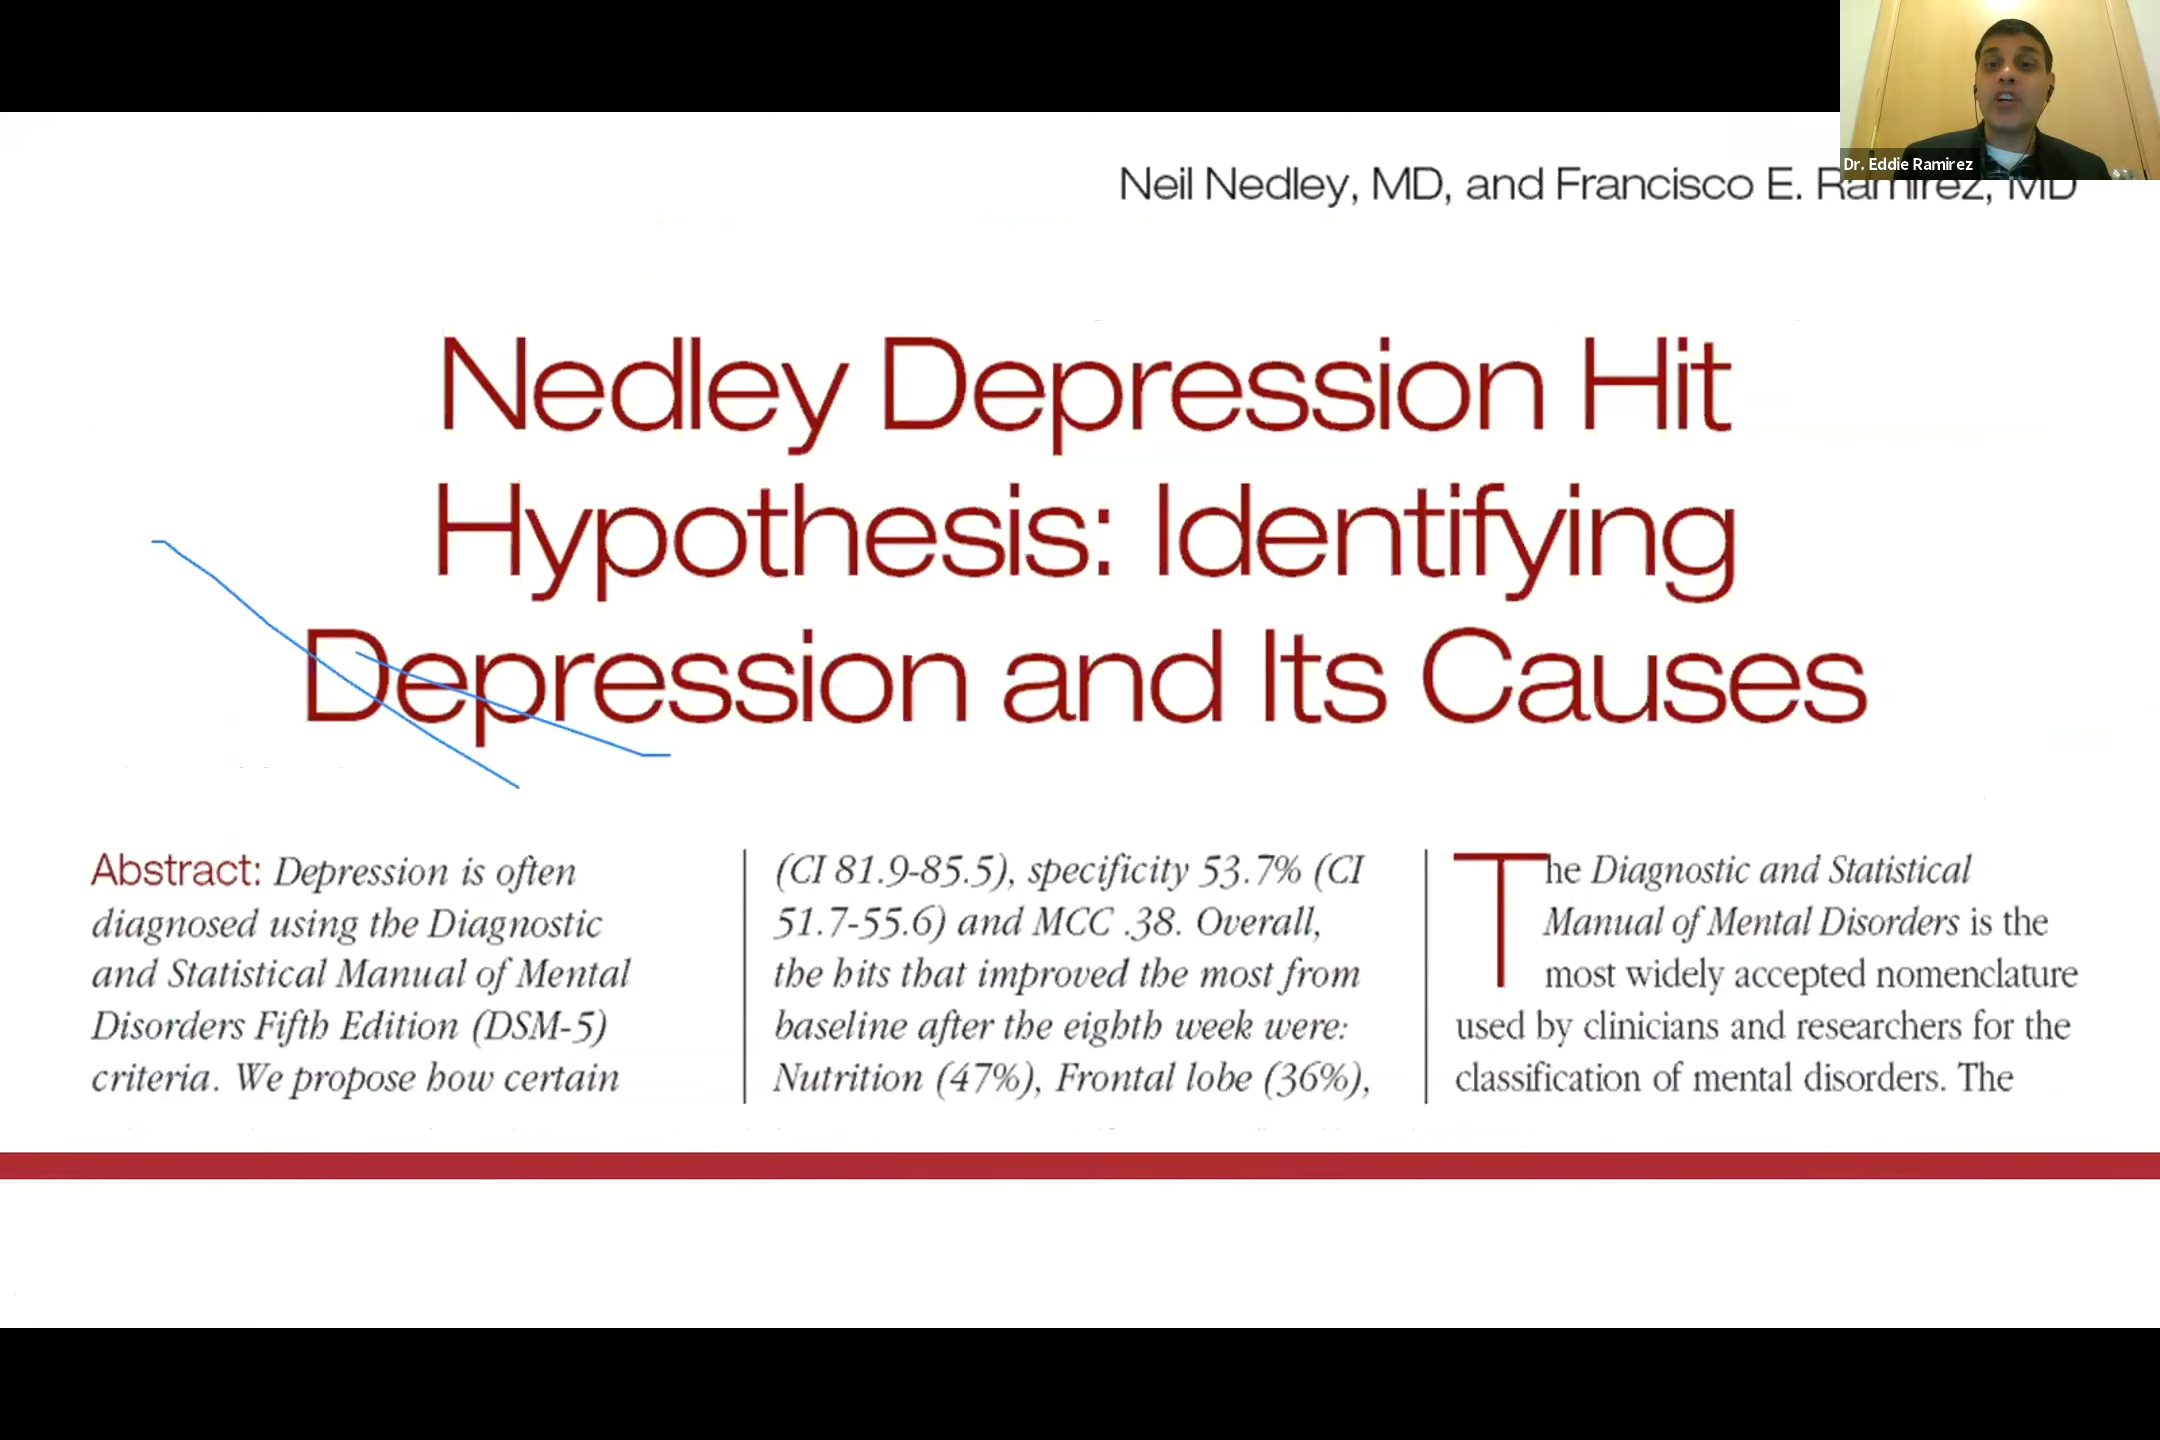 Dr. Eddie Ramirez
Neil Nedley, MD, and Francisco E. Ramirez, MD
Nedley Depression Hit
Hypothesis: Identifying
Depression and Its Causes
Abstract: Depression is often
diagnosed using the Diagnostic
and Statistical Manual of Mental
Disorders Fifth Edition (DSM-5)
criteria. We propose how certain
(CI 81.9-85.5), specificity 53.7% (CI
51.7-55.6) and MCC .38. Overall,
the hits that improved the most from
baseline after the eighth week were:
Nutrition (47%), Frontal lobe (36%),
The Diagnostic and Statistical
Manual of Mental Disorders is the
most widely accepted nomenclature
used by clinicians and researchers for the
classification of mental disorders. The